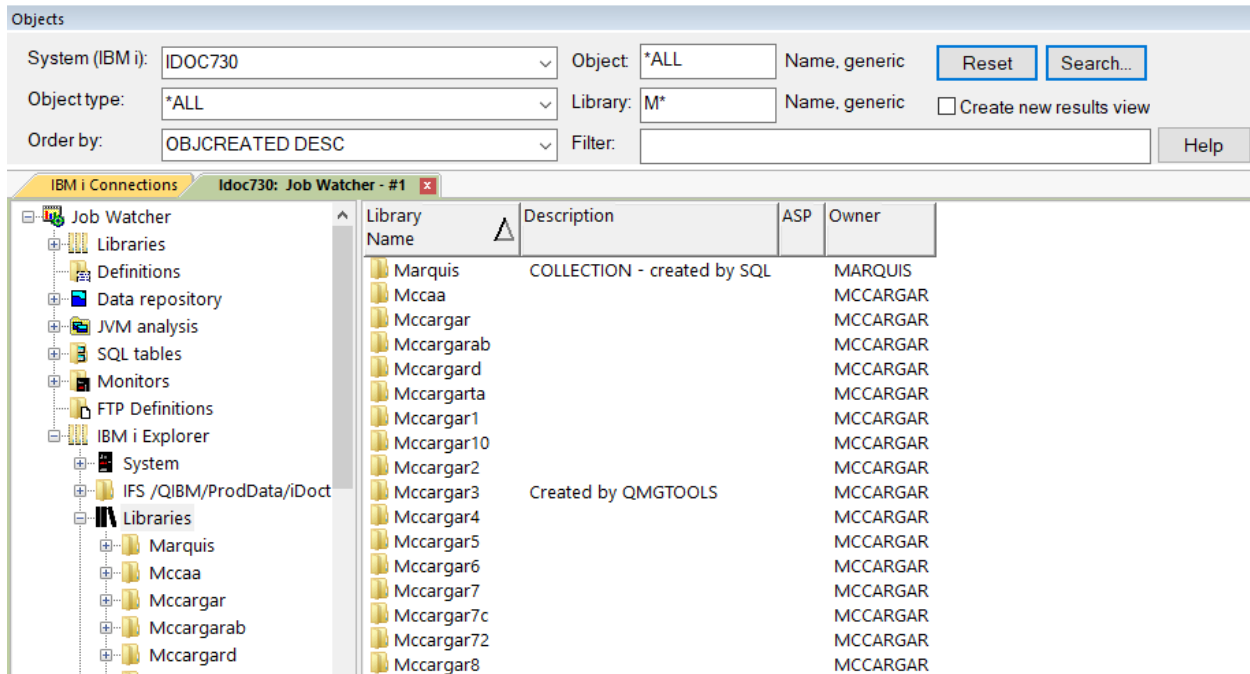 Objects
System (IBM i): IDOC730 Object: *ALL Name, generic Reset Search...
Object type: *ALL Library: M* Name, generic Create new results view
Order by: OBJCREATED DESC Filter: Help
IBM i Connections Idoc730: Job Watcher - #1 x
Job Watcher
Libraries
Definitions
Data repository
JVM analysis
SQL tables
Monitors
FTP Definitions
IBM i Explorer
System
IFS /QIBM/ProdData/iDoct
Libraries
Marquis
Mccaa
Mccargar
Mccargarab
Mccargard
Library Name Description ASP Owner
Marquis COLLECTION - created by SQL MARQUIS
Mccaa MCCARGAR
Mccargar MCCARGAR
Mccargarab MCCARGAR
Mccargard MCCARGAR
Mccargarta MCCARGAR
Mccargar1 MCCARGAR
Mccargar10 MCCARGAR
Mccargar2 MCCARGAR
Mccargar3 Created by QMGTOOLS MCCARGAR
Mccargar4 MCCARGAR
Mccargar5 MCCARGAR
Mccargar6 MCCARGAR
Mccargar7 MCCARGAR
Mccargar7c MCCARGAR
Mccargar72 MCCARGAR
Mccargar8 MCCARGAR